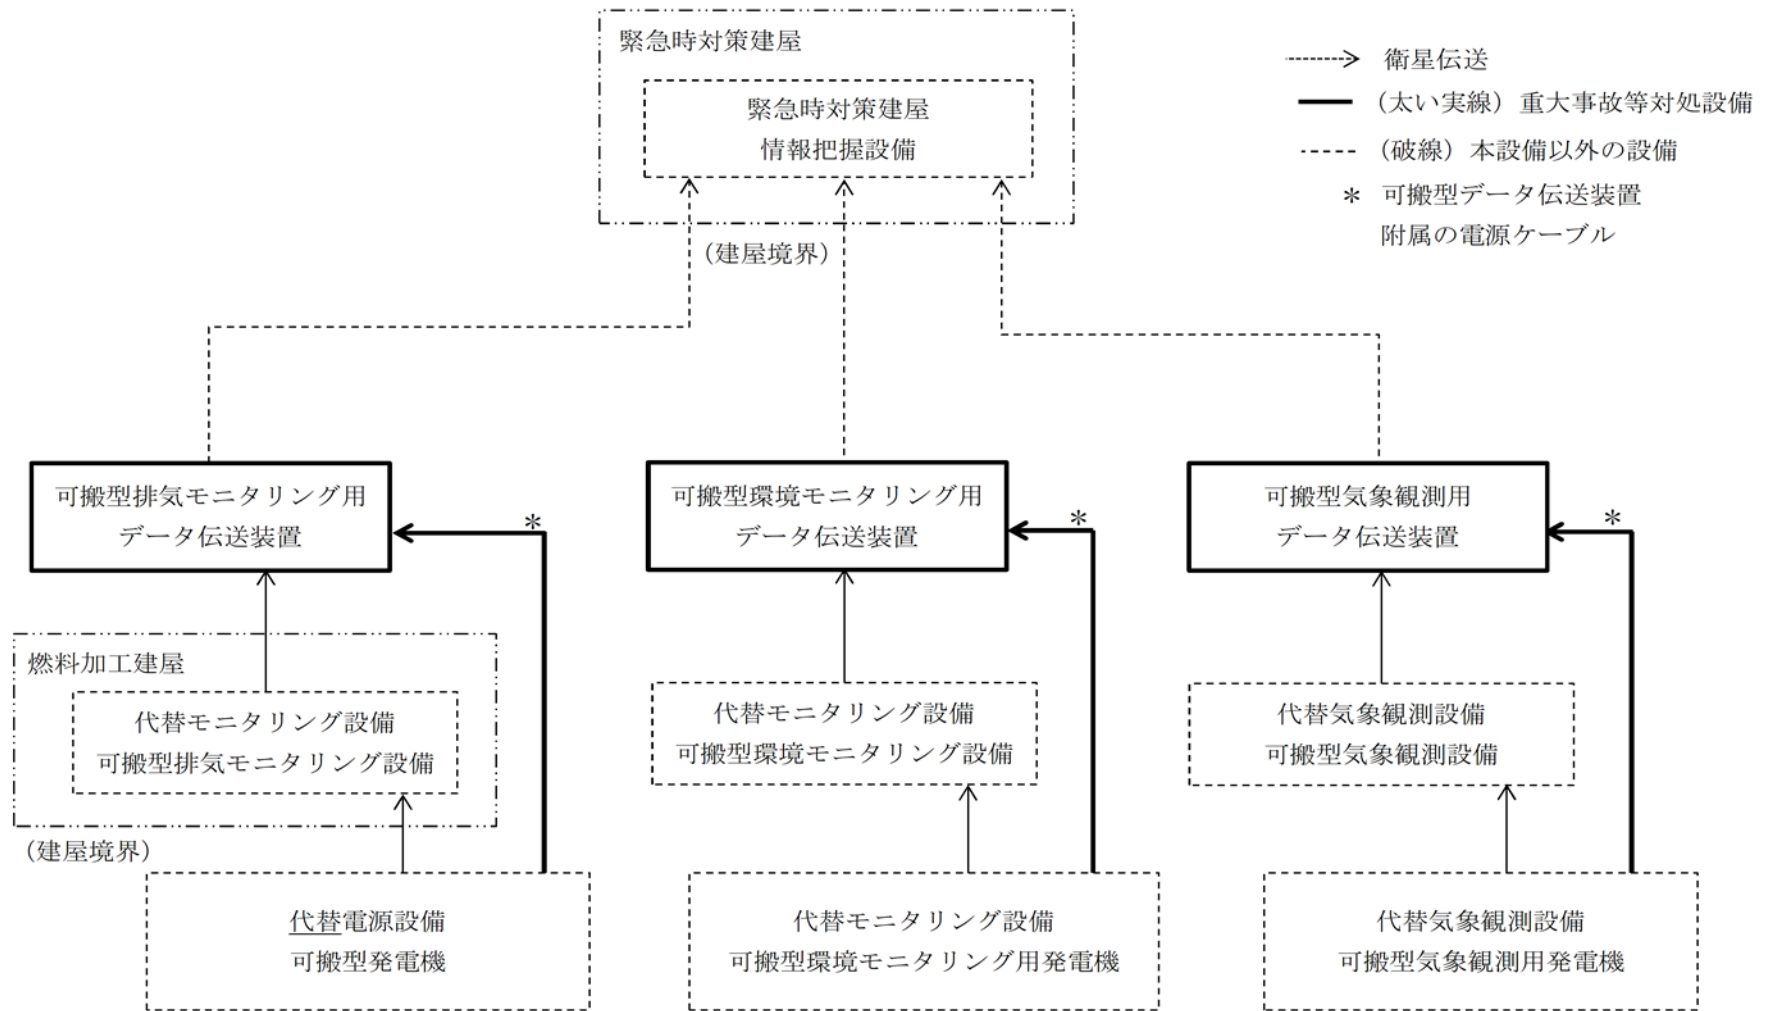 緊急時対策建屋
緊急時対策建屋
情報把握設備
(建屋境界)
衛星伝送
(太い実線)重大事故等対処設備
(破線)本設備以外の設備
* 可搬型データ伝送装置
附属の電源ケーブル
可搬型排気モニタリング用
データ伝送装置
*
可搬型環境モニタリング用
データ伝送装置
*
可搬型気象観測用
データ伝送装置
*
燃料加工建屋
代替モニタリング設備
可搬型排気モニタリング設備
(建屋境界)
代替モニタリング設備
可搬型環境モニタリング設備
代替気象観測設備
可搬型気象観測設備
代替電源設備
可搬型発電機
代替モニタリング設備
可搬型環境モニタリング用発電機
代替気象観測設備
可搬型気象観測用発電機